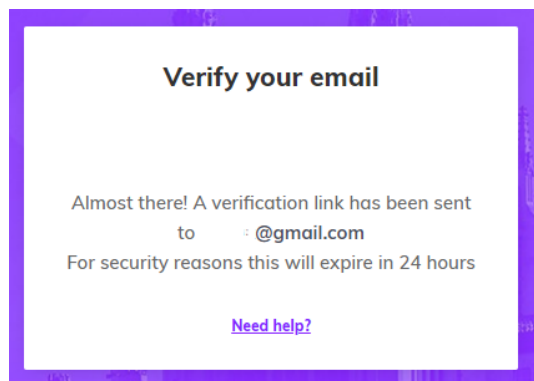 Verify your email
Almost there! A verification link has been sent
to @gmail.com
For security reasons this will expire in 24 hours
Need help?